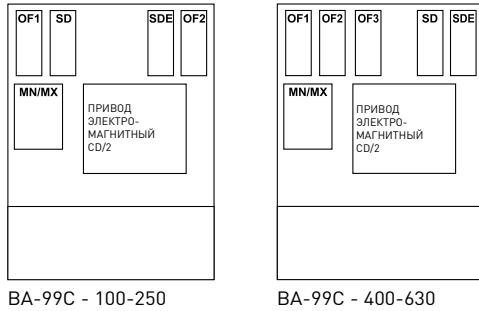 OF1 SD SDE OF2
MN/MX
ПРИВОД
ЭЛЕКТРО-
МАГНИТНЫЙ
CD/2
ВА-99С - 100-250
OF1 OF2 OF3 SD SDE
MN/MX
ПРИВОД
ЭЛЕКТРО-
МАГНИТНЫЙ
CD/2
ВА-99С - 400-630